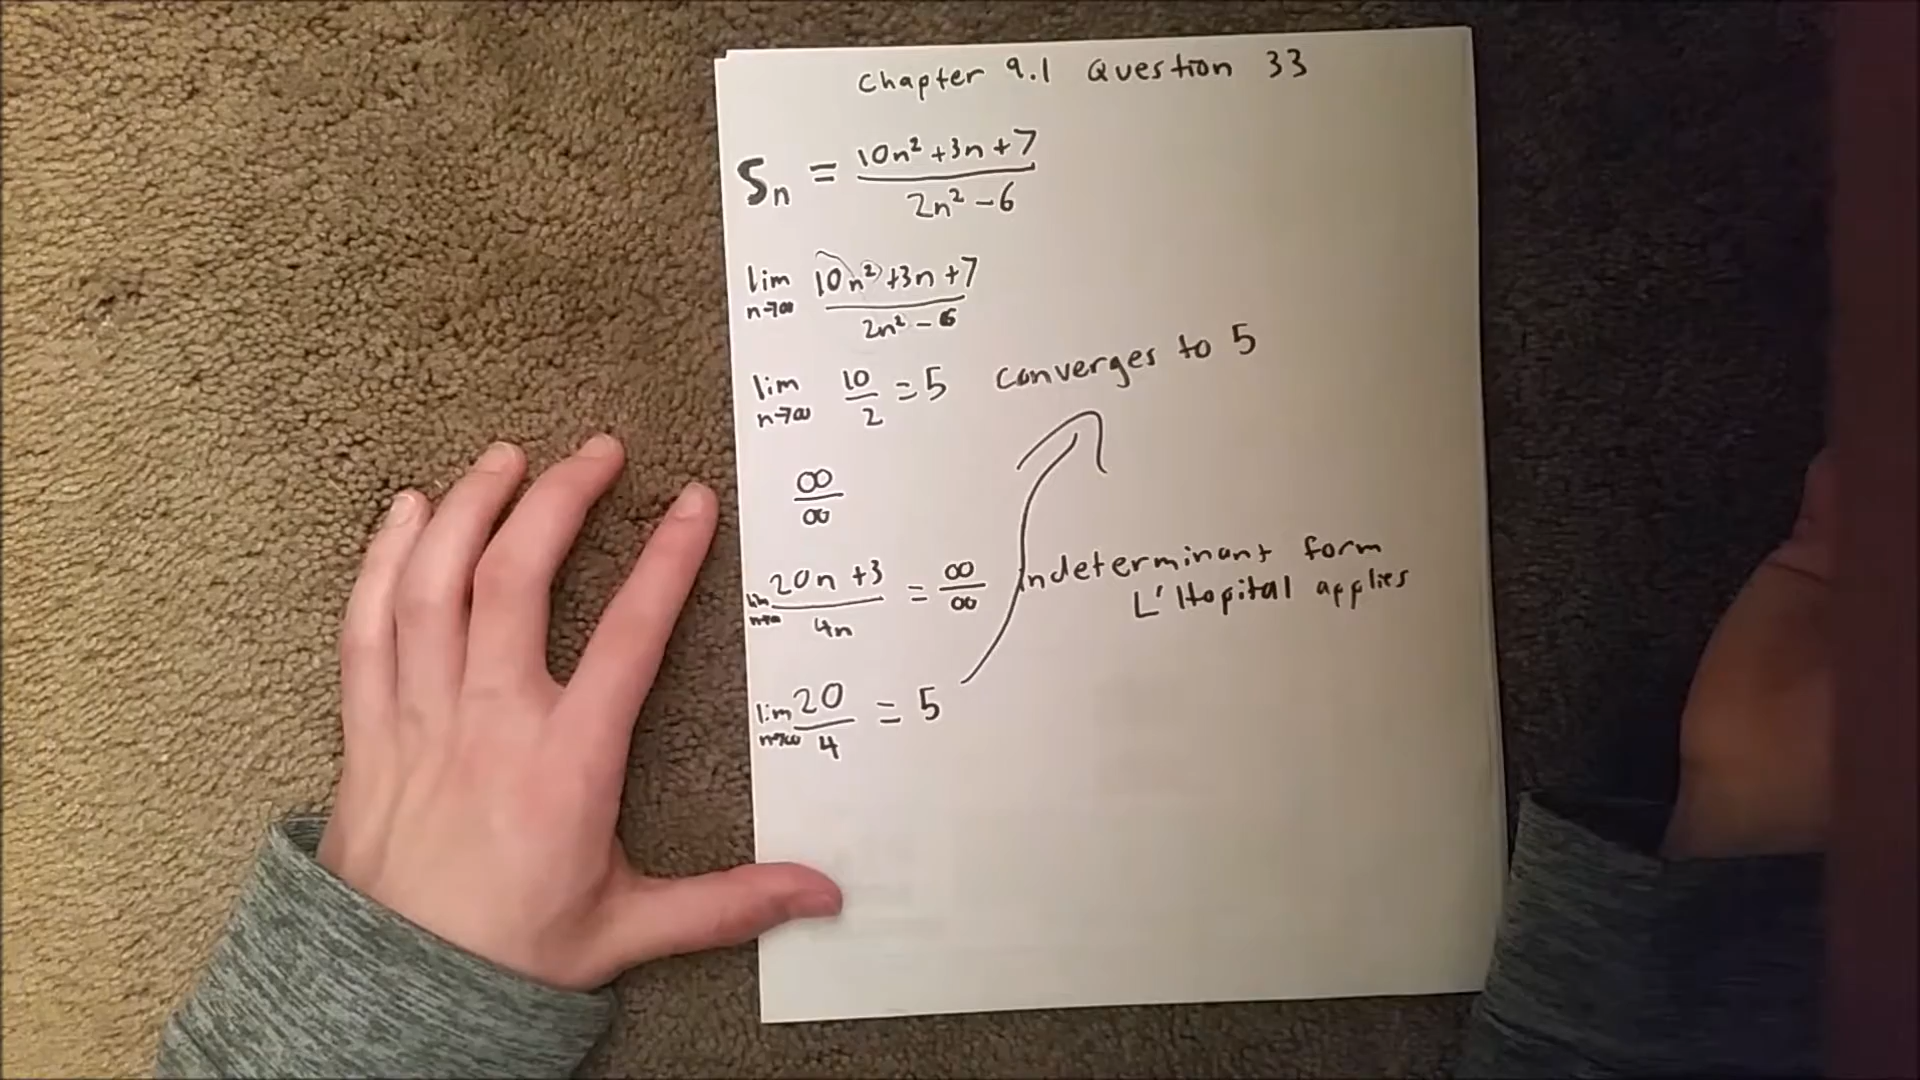 Chapter 9.1 Question 33
Sn = 10n² + 3n + 7 / 2n² - 6
lim n→∞ 10n² + 3n + 7 / 2n² - 6
lim n→∞ 10/2 = 5 converges to 5
∞/∞
lim n→∞ 20n + 3 / 4n = ∞/∞ indeterminant form
L'Hopital applies
lim n→∞ 20/4 = 5